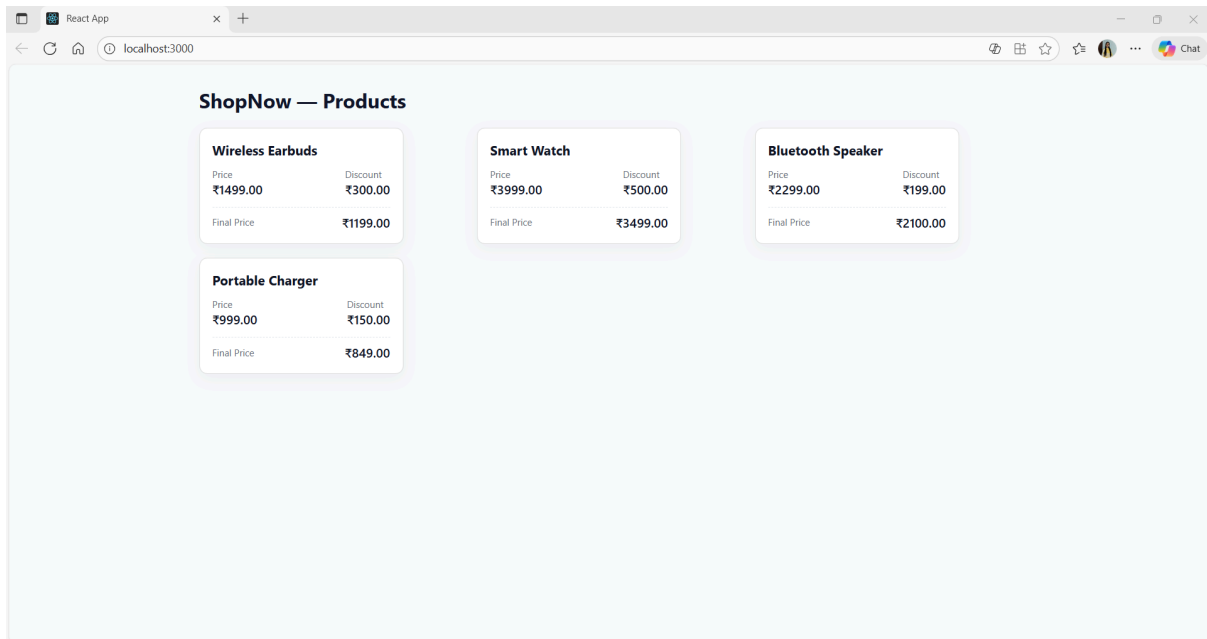 React App
localhost:3000
Chat
ShopNow — Products
Wireless Earbuds
Price Discount
₹1499.00 ₹300.00
Final Price ₹1199.00
Smart Watch
Price Discount
₹3999.00 ₹500.00
Final Price ₹3499.00
Bluetooth Speaker
Price Discount
₹2299.00 ₹199.00
Final Price ₹2100.00
Portable Charger
Price Discount
₹999.00 ₹150.00
Final Price ₹849.00